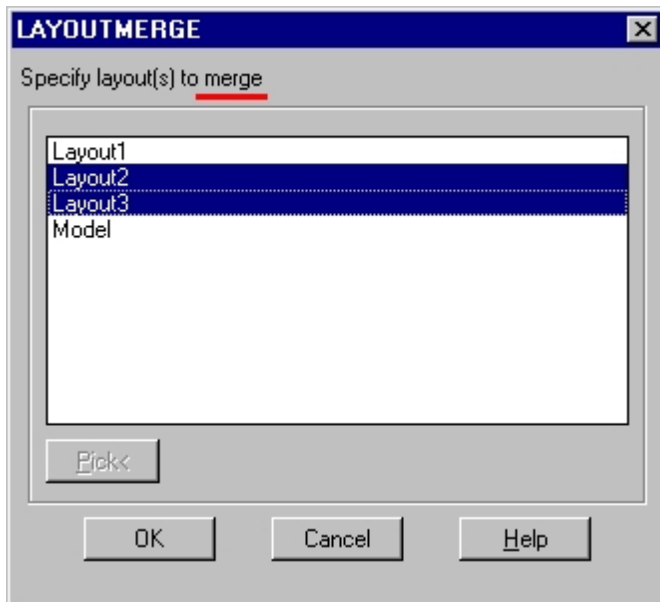 LAYOUTMERGE
Specify layout(s) to merge
Layout1
Layout2
Layout3
Model
Pick<
OK Cancel Help